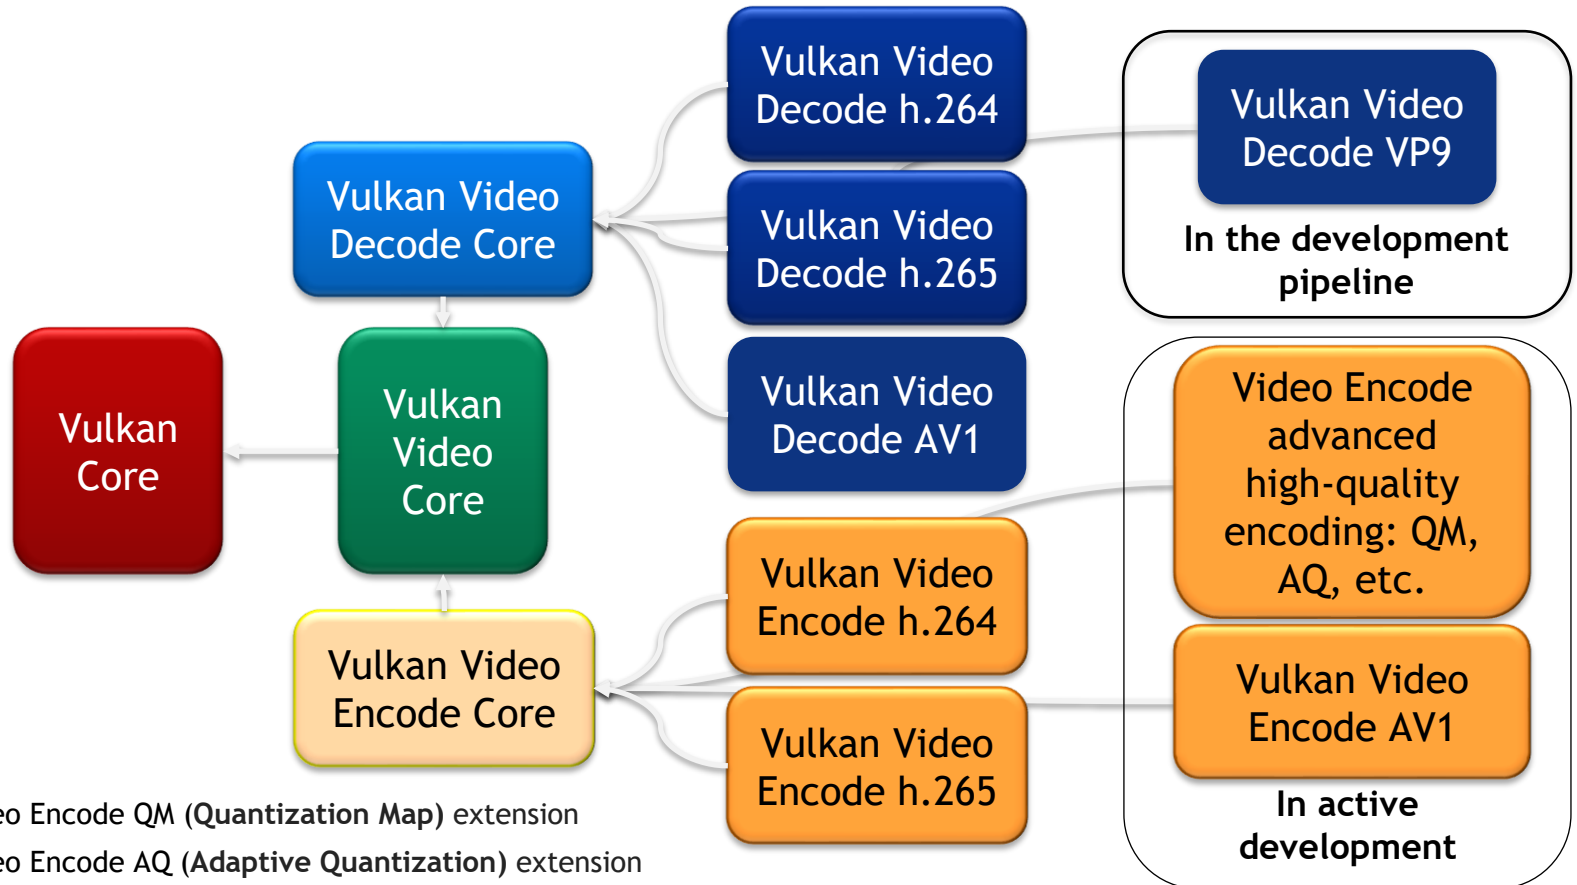 Vulkan Video
Decode h.264
Vulkan Video
Decode VP9
In the development
pipeline
Vulkan Video
Decode Core
Vulkan Video
Decode h.265
Vulkan
Core
Vulkan
Video
Core
Vulkan Video
Decode AV1
Video Encode
advanced
high-quality
encoding: QM,
AQ, etc.
Vulkan Video
Encode h.264
Vulkan Video
Encode Core
Vulkan Video
Encode h.265
Vulkan Video
Encode AV1
In active
development
eo Encode QM (Quantization Map) extension
eo Encode AQ (Adaptive Quantization) extension